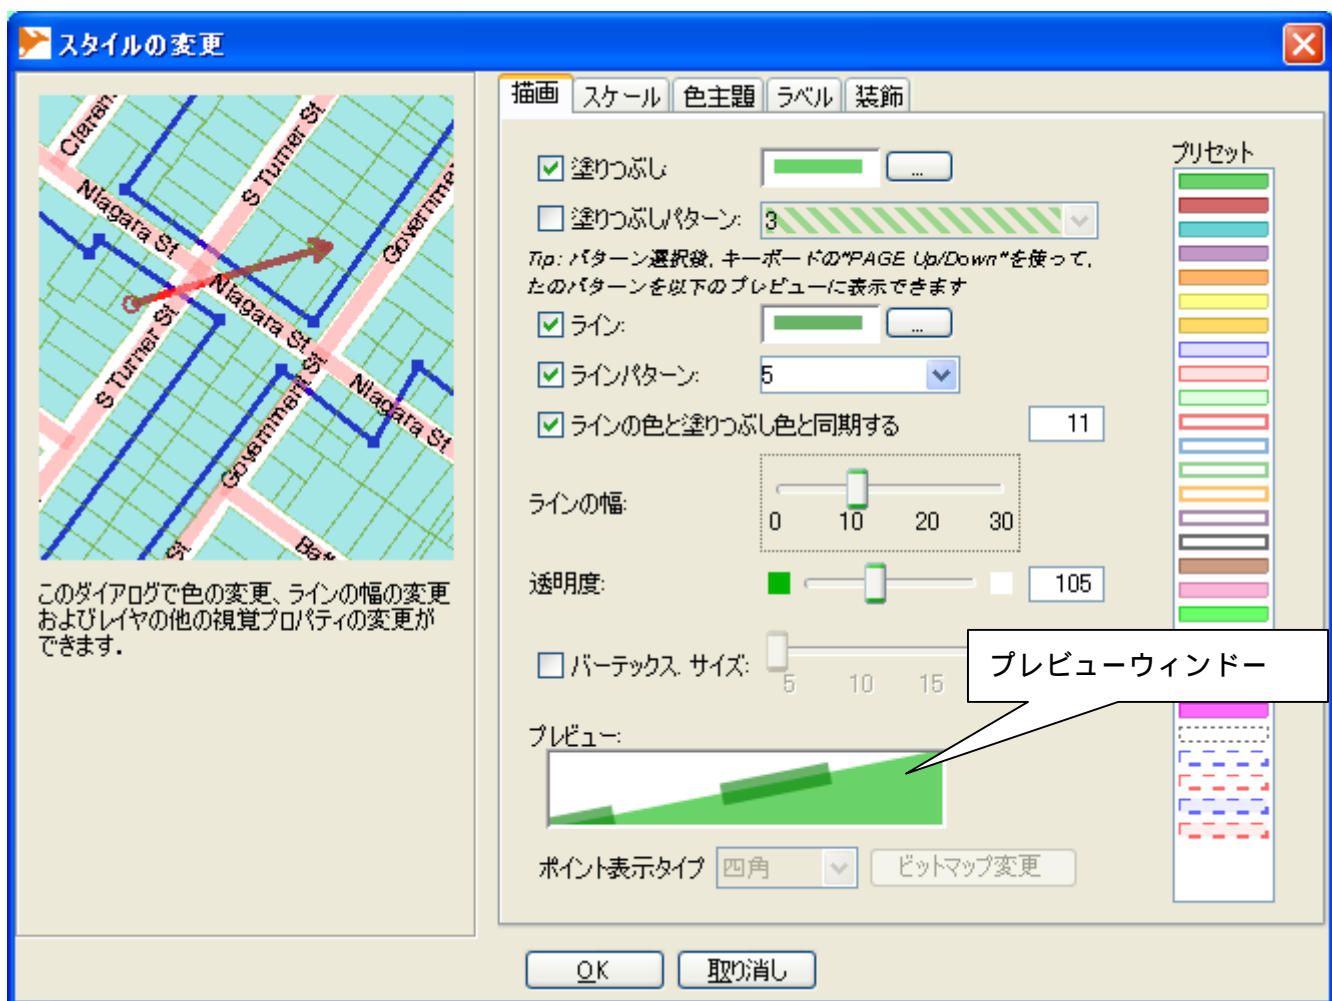 スタイルの変更
Claren
S Turner St
Niagara St
Governme
Niagara St
S Turner St
Government St
Niagara St
St
Bat
このダイアログで色の変更、ラインの幅の変更
およびレイヤの他の視覚プロパティの変更が
できます.
描画 スケール 色主題 ラベル 装飾
プリセット
塗りつぶし: ...
塗りつぶしパターン: 3
Tip: パターン選択後, キーボードの"PAGE Up/Down"を使って,
たのパターンを以下のプレビューに表示できます
ライン: ...
ラインパターン: 5
ラインの色と塗りつぶし色と同期する 11
ラインの幅:
0 10 20 30
透明度: 105
バーテックス サイズ:
5 10 15
プレビューウィンドー
プレビュー:
ポイント表示タイプ 四角 ビットマップ変更
OK 取り消し